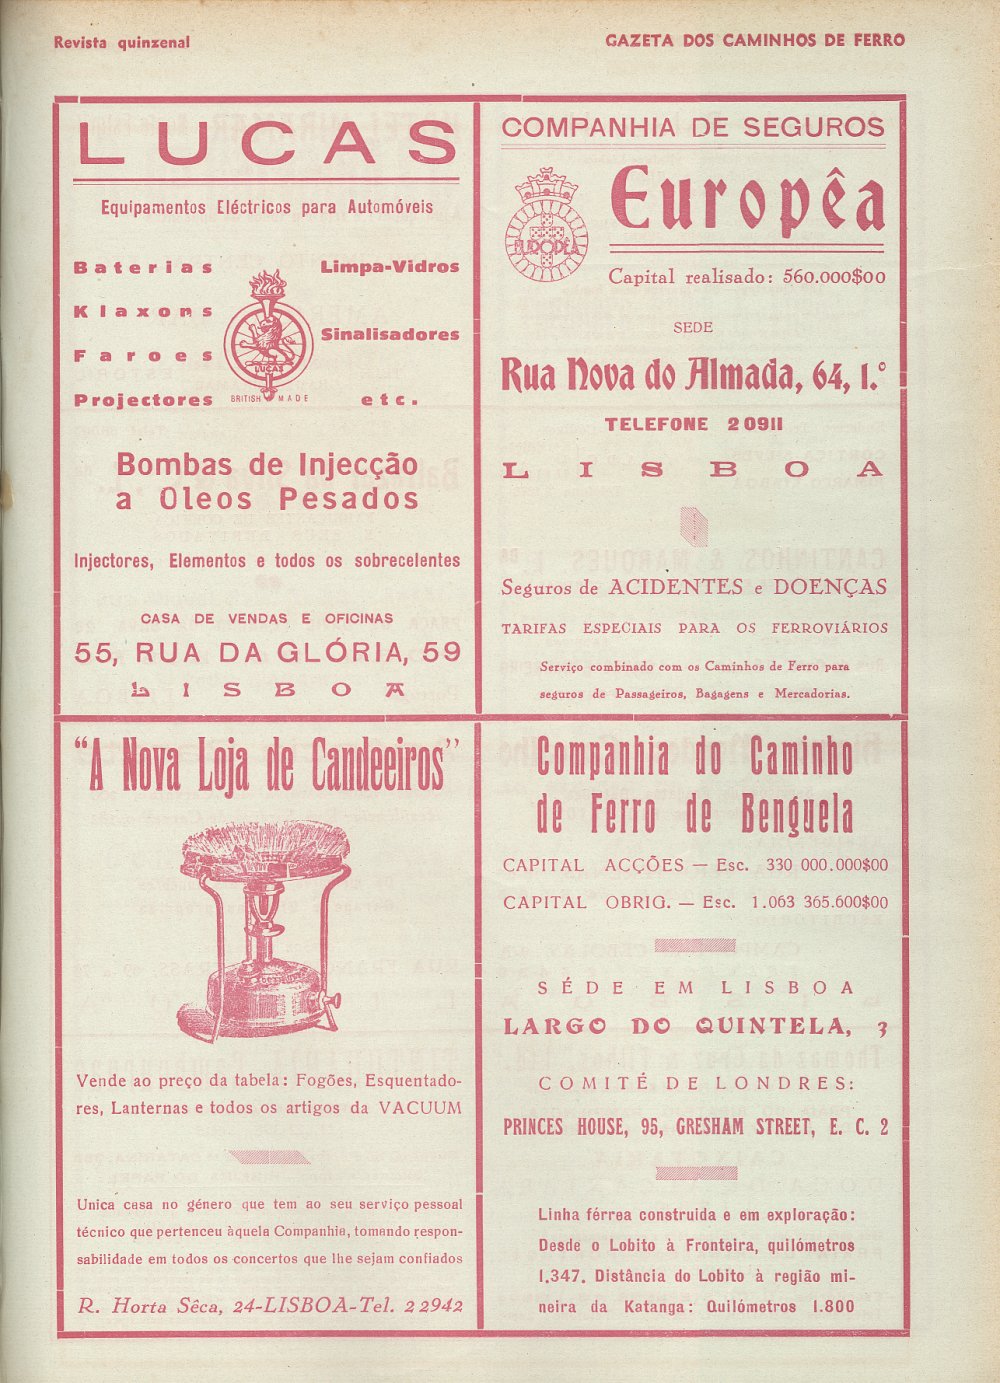 Revista quinzenal
GAZETA DOS CAMINHOS DE FERRO
LUCAS
Equipamentos Eléctricos para Automóveis
Baterias
Klaxons
Faroes
Projectores
LUCAS
BRITISH MADE
Limpa-Vidros
Sinalisadores
etc.
Bombas de Injecção
a Oleos Pesados
Injectores, Elementos e todos os sobrecelentes
CASA DE VENDAS E OFICINAS
55, RUA DA GLÓRIA, 59
LISBOA
COMPANHIA DE SEGUROS
EUROPÊA
Europêa
Capital realisado: 560.000$00
SEDE
Rua Nova do Almada, 64, 1.º
TELEFONE 20911
LISBOA
Seguros de ACIDENTES e DOENÇAS
TARIFAS ESPECIAIS PARA OS FERROVIÁRIOS
Serviço combinado com os Caminhos de Ferro para
seguros de Passageiros, Bagagens e Mercadorias.
"A Nova Loja de Candeeiros"
Vende ao preço da tabela: Fogões, Esquentado-
res, Lanternas e todos os artigos da VACUUM
Unica casa no género que tem ao seu serviço pessoal
técnico que pertenceu àquela Companhia, tomando respon-
sabilidade em todos os concertos que lhe sejam confiados
R. Horta Sêca, 24-LISBOA-Tel. 22942
Companhia do Caminho
de Ferro de Benguela
CAPITAL ACÇÕES — Esc. 330 000.000$00
CAPITAL OBRIG. — Esc. 1.063 365.600$00
SÉDE EM LISBOA
LARGO DO QUINTELA, 3
COMITÉ DE LONDRES:
PRINCES HOUSE, 95, GRESHAM STREET, E. C. 2
Linha férrea construida e em exploração:
Desde o Lobito à Fronteira, quilómetros
1.347. Distância do Lobito à região mi-
neira da Katanga: Quilómetros 1.800